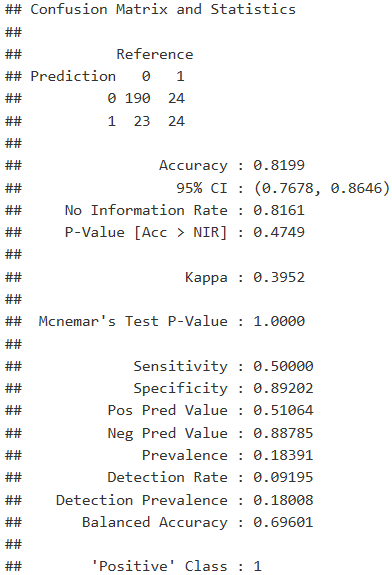 ## Confusion Matrix and Statistics
##
##           Reference
## Prediction   0   1
##          0 190  24
##          1  23  24
##
##                Accuracy : 0.8199
##                  95% CI : (0.7678, 0.8646)
##     No Information Rate : 0.8161
##     P-Value [Acc > NIR] : 0.4749
##
##                   Kappa : 0.3952
##
##  Mcnemar's Test P-Value : 1.0000
##
##             Sensitivity : 0.50000
##             Specificity : 0.89202
##          Pos Pred Value : 0.51064
##          Neg Pred Value : 0.88785
##              Prevalence : 0.18391
##          Detection Rate : 0.09195
##    Detection Prevalence : 0.18008
##       Balanced Accuracy : 0.69601
##
##        'Positive' Class : 1